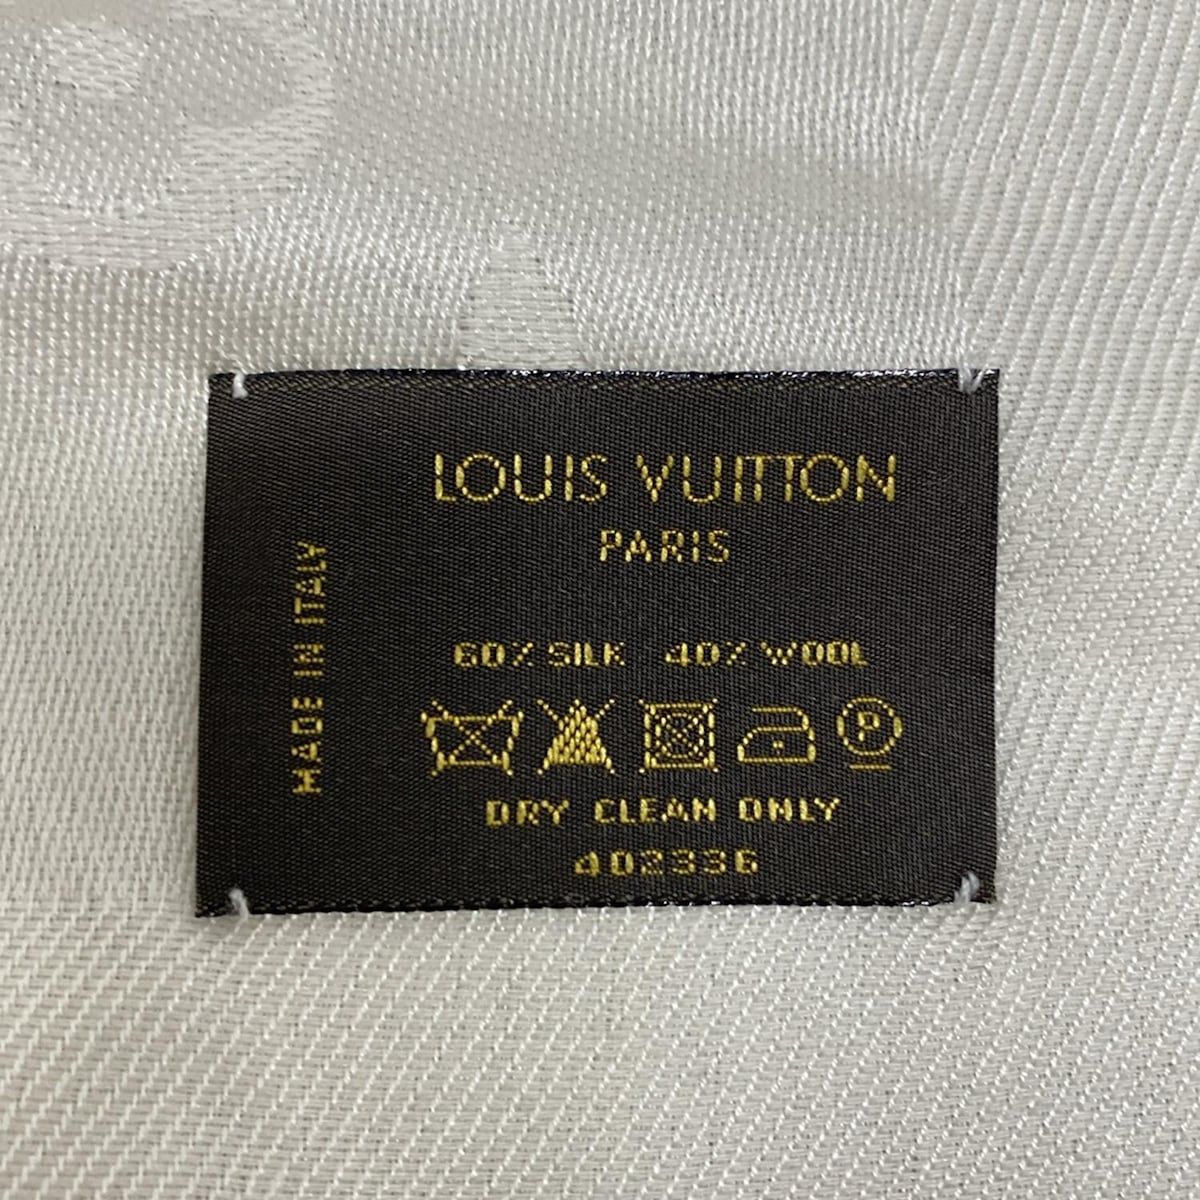 LOUIS VUITTON
PARIS
MADE IN ITALY
60% SILK 40% WOOL
P
DRY CLEAN ONLY
402336